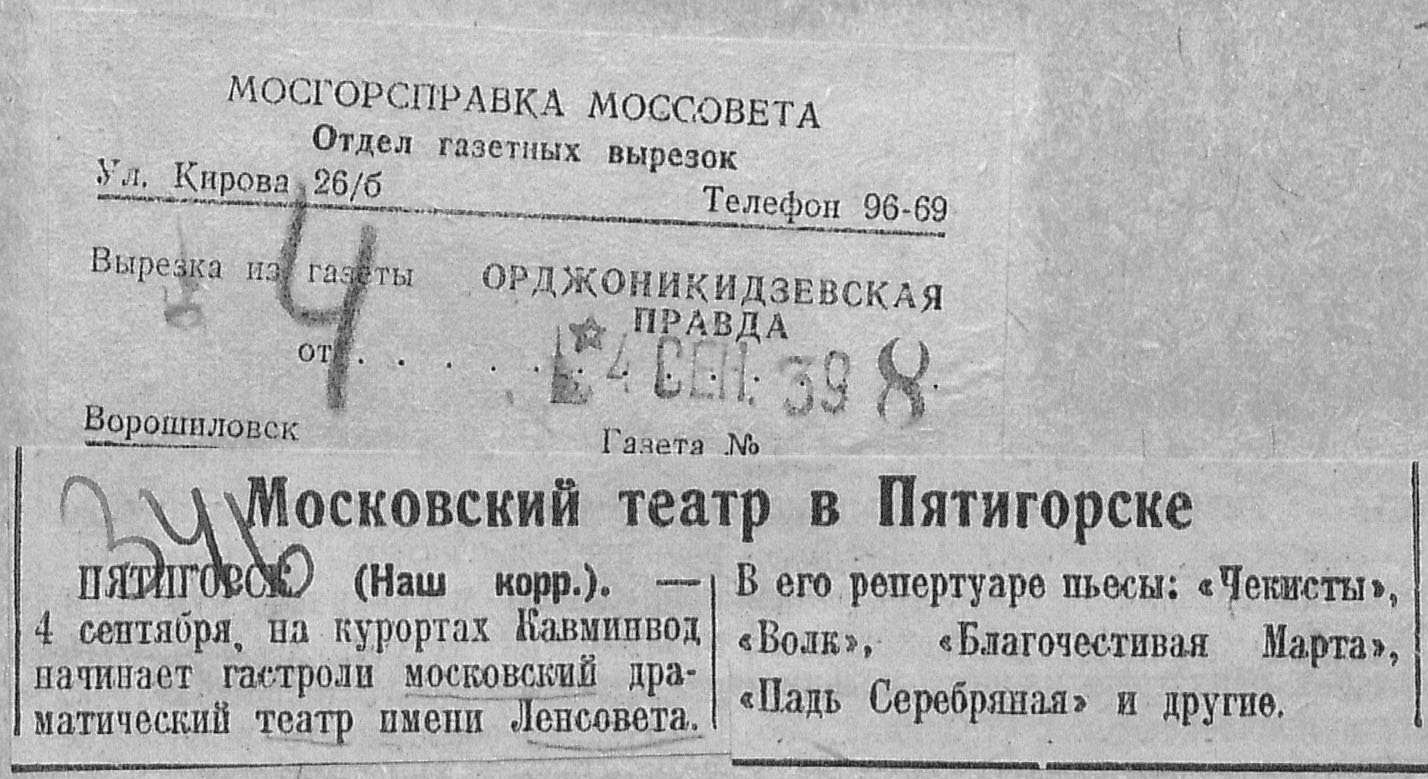 МОСГОРСПРАВКА МОССОВЕТА
Отдел газетных вырезок
Ул. Кирова 26/б Телефон 96-69
Вырезка из газеты ОРДЖОНИКИДЗЕВСКАЯ
ПРАВДА
от . . . . . 4 СЕН. 39
4
Ворошиловск Газета №
Московский театр в Пятигорске
ПЯТИГОРСК (Наш корр.). —
4 сентября, на курортах Кавминвод
начинает гастроли московский дра-
матический театр имени Ленсовета.
В его репертуаре пьесы: «Чекисты»,
«Волк», «Благочестивая Марта»,
«Падь Серебряная» и другие.